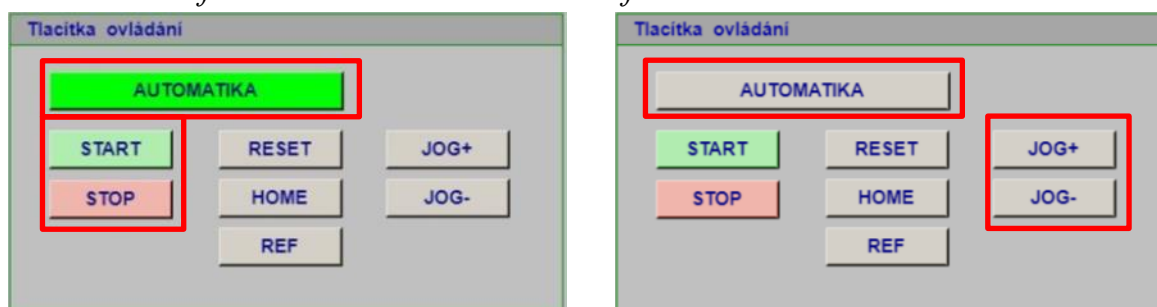 Tlacítka ovládání
AUTOMATIKA
START RESET JOG+
STOP HOME JOG-
REF
Tlacítka ovládání
AUTOMATIKA
START RESET JOG+
STOP HOME JOG-
REF